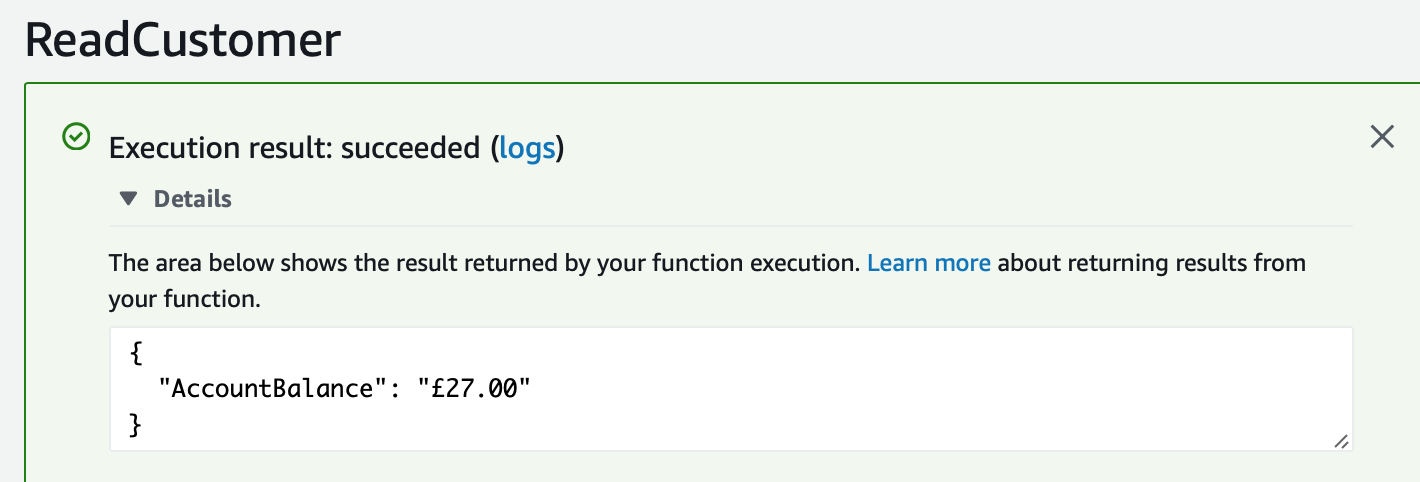 ReadCustomer
Execution result: succeeded (logs)
Details
The area below shows the result returned by your function execution. Learn more about returning results from
your function.
{
  "AccountBalance": "£27.00"
}